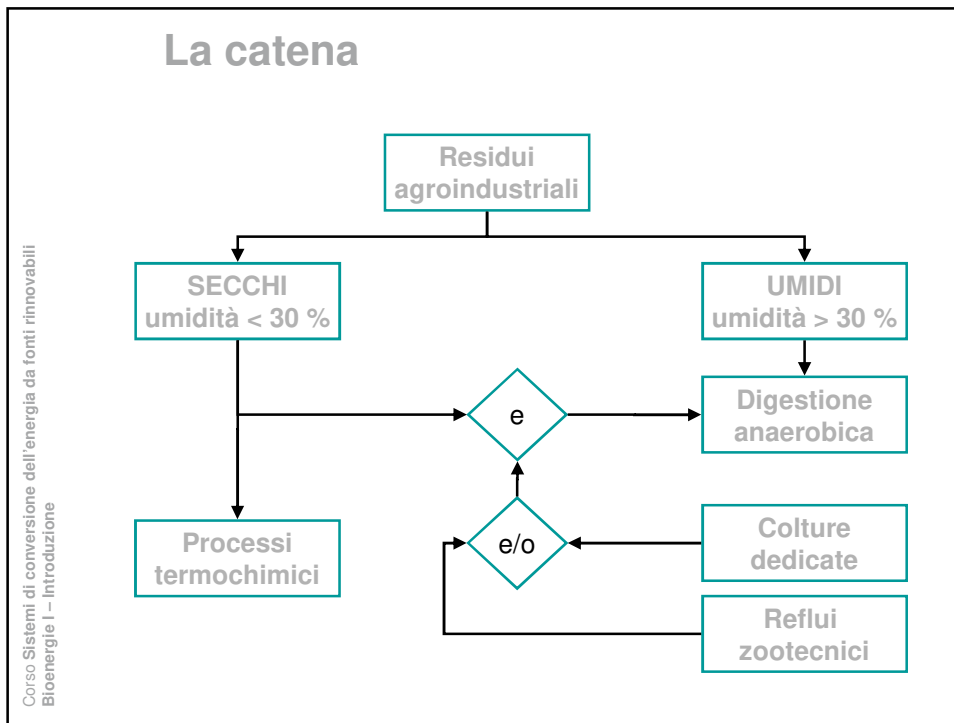 La catena
Residui
agroindustriali
SECCHI
umidità < 30 %
UMIDI
umidità > 30 %
e
Digestione
anaerobica
Processi
termochimici
e/o
Colture
dedicate
Reflui
zootecnici
Corso Sistemi di conversione dell'energia da fonti rinnovabili
Bioenergie I – Introduzione